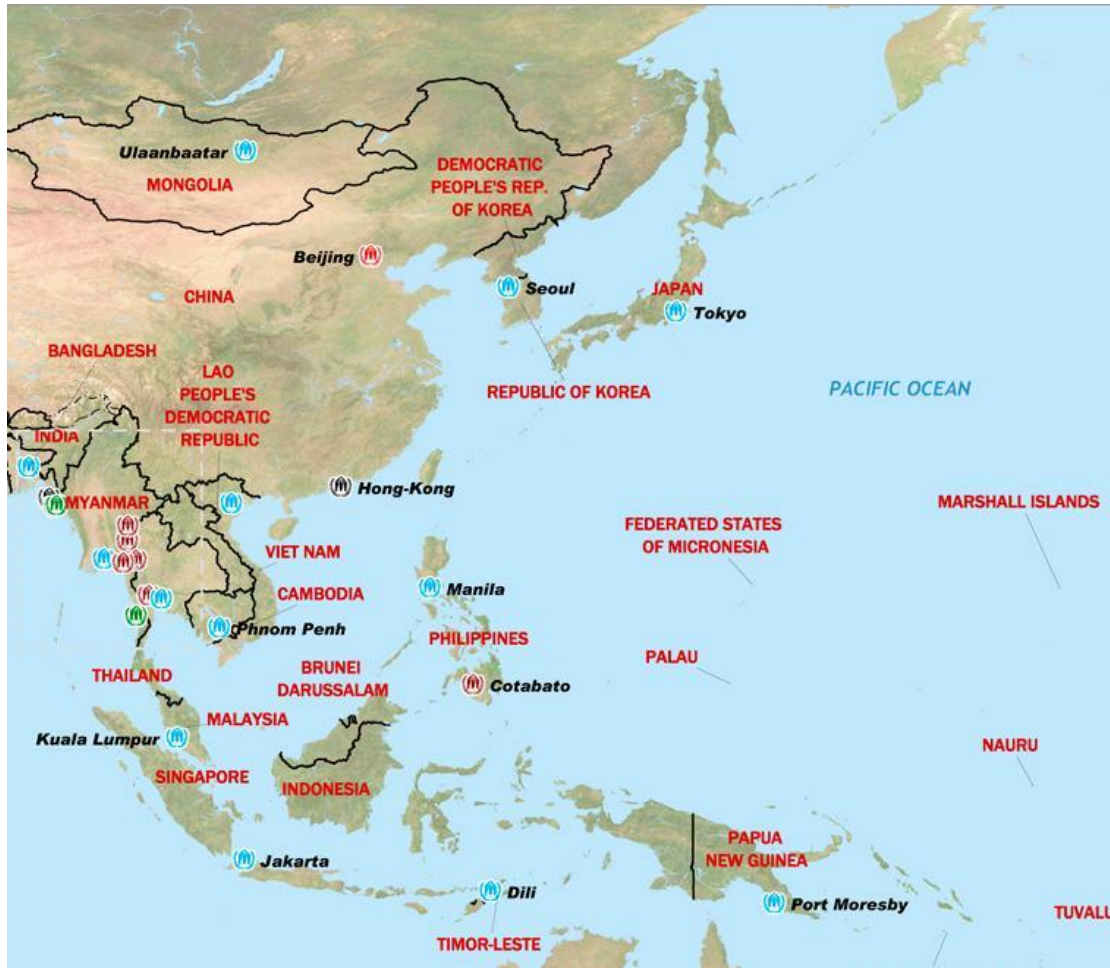 Ulaanbaatar
MONGOLIA
DEMOCRATIC
PEOPLE'S REP.
OF KOREA
Beijing
CHINA
Seoul
JAPAN
Tokyo
BANGLADESH
LAO
PEOPLE'S
DEMOCRATIC
REPUBLIC
REPUBLIC OF KOREA
PACIFIC OCEAN
INDIA
Hong-Kong
MYANMAR
MARSHALL ISLANDS
FEDERATED STATES
OF MICRONESIA
VIET NAM
CAMBODIA
Manila
Phnom Penh
PHILIPPINES
PALAU
THAILAND
BRUNEI
DARUSSALAM
Cotabato
MALAYSIA
Kuala Lumpur
NAURU
SINGAPORE
INDONESIA
PAPUA
NEW GUINEA
Jakarta
Dili
Port Moresby
TUVALU
TIMOR-LESTE